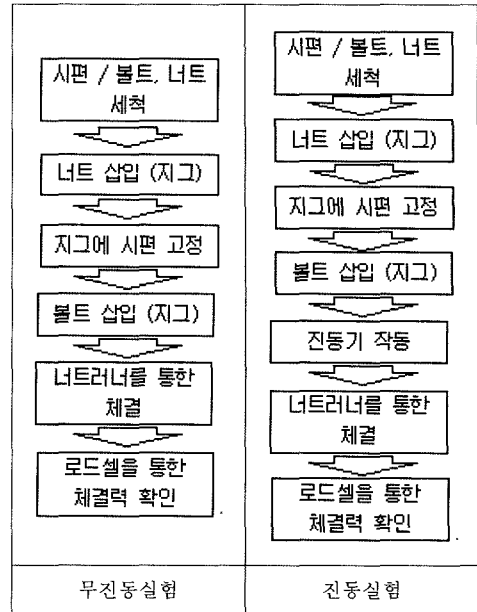 시편 / 볼트, 너트
세척
너트 삽입 (지그)
지그에 시편 고정
볼트 삽입 (지그)
너트러너를 통한
체결
로드셀을 통한
체결력 확인
무진동실험
시편 / 볼트, 너트
세척
너트 삽입 (지그)
지그에 시편 고정
볼트 삽입 (지그)
진동기 작동
너트러너를 통한
체결
로드셀을 통한
체결력 확인
진동실험